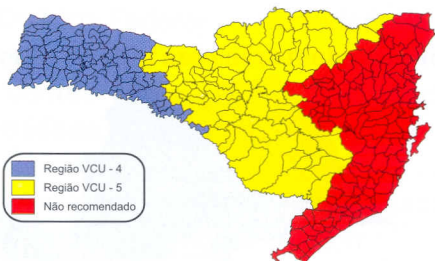 Região VCU - 4
Região VCU - 5
Não recomendado